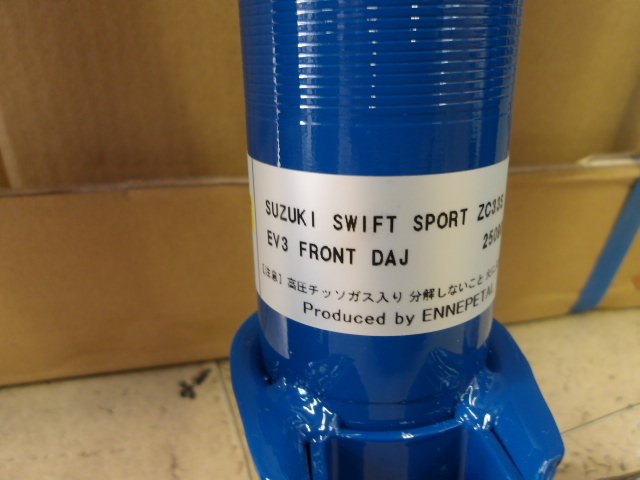 SUZUKI SWIFT SPORT ZC33S
EV3 FRONT DAJ
[注意] 高圧チッソガス入り 分解しないこと
Produced by ENNEPETAL